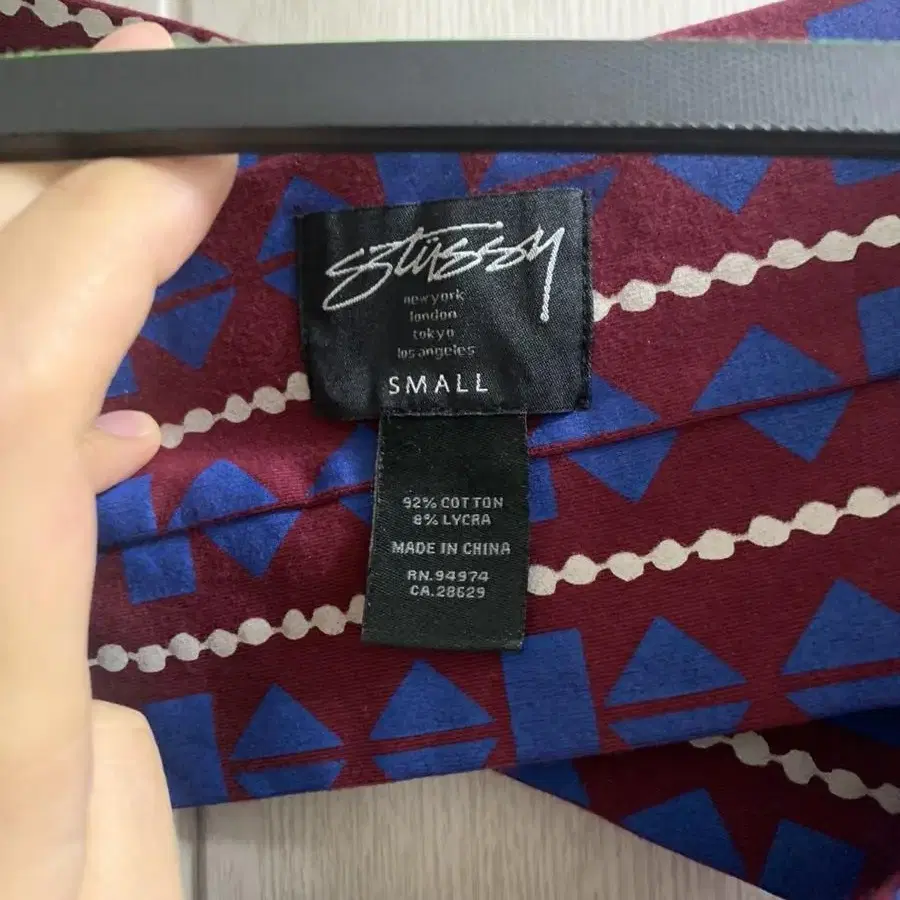 Stüssy
newyork
london
tokyo
los angeles
SMALL
92% COTTON
8% LYCRA
MADE IN CHINA
RN.94974
CA.28629